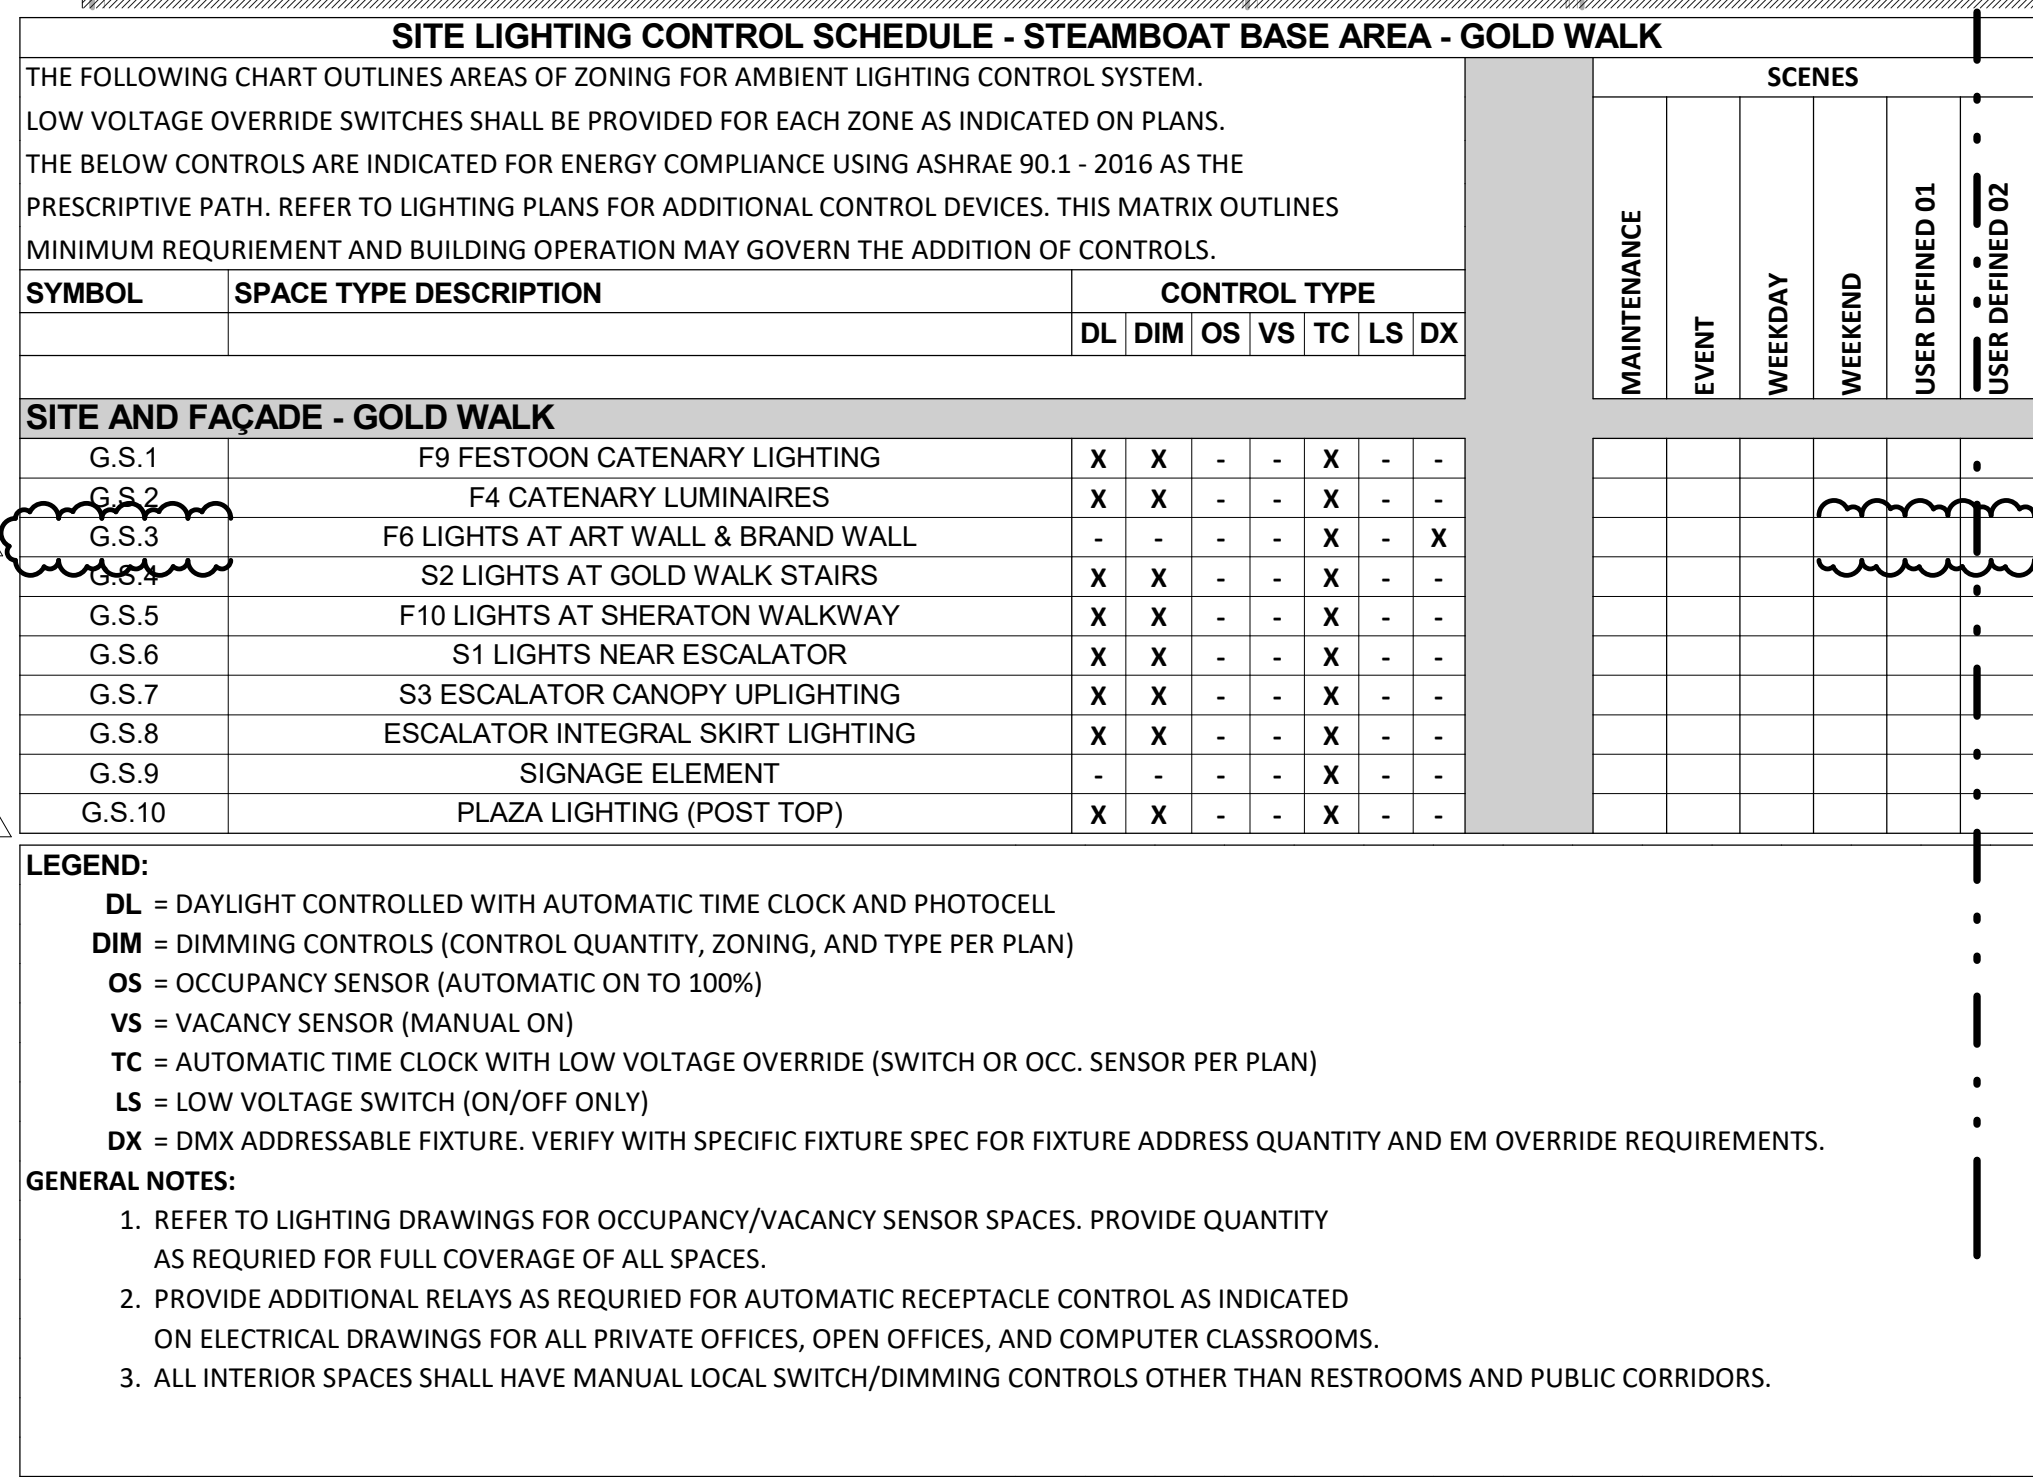 SITE LIGHTING CONTROL SCHEDULE - STEAMBOAT BASE AREA - GOLD WALK
THE FOLLOWING CHART OUTLINES AREAS OF ZONING FOR AMBIENT LIGHTING CONTROL SYSTEM.
LOW VOLTAGE OVERRIDE SWITCHES SHALL BE PROVIDED FOR EACH ZONE AS INDICATED ON PLANS.
THE BELOW CONTROLS ARE INDICATED FOR ENERGY COMPLIANCE USING ASHRAE 90.1 - 2016 AS THE
PRESCRIPTIVE PATH. REFER TO LIGHTING PLANS FOR ADDITIONAL CONTROL DEVICES. THIS MATRIX OUTLINES
MINIMUM REQURIEMENT AND BUILDING OPERATION MAY GOVERN THE ADDITION OF CONTROLS.
SCENES
MAINTENANCE
EVENT
WEEKDAY
WEEKEND
USER DEFINED 01
USER DEFINED 02
SYMBOL SPACE TYPE DESCRIPTION CONTROL TYPE
DL DIM OS VS TC LS DX
SITE AND FAÇADE - GOLD WALK
G.S.1 F9 FESTOON CATENARY LIGHTING X X - - X - -
G.S.2 F4 CATENARY LUMINAIRES X X - - X - -
G.S.3 F6 LIGHTS AT ART WALL & BRAND WALL - - - - X - X
G.S.4 S2 LIGHTS AT GOLD WALK STAIRS X X - - X - -
G.S.5 F10 LIGHTS AT SHERATON WALKWAY X X - - X - -
G.S.6 S1 LIGHTS NEAR ESCALATOR X X - - X - -
G.S.7 S3 ESCALATOR CANOPY UPLIGHTING X X - - X - -
G.S.8 ESCALATOR INTEGRAL SKIRT LIGHTING X X - - X - -
G.S.9 SIGNAGE ELEMENT - - - - X - -
G.S.10 PLAZA LIGHTING (POST TOP) X X - - X - -
LEGEND:
DL = DAYLIGHT CONTROLLED WITH AUTOMATIC TIME CLOCK AND PHOTOCELL
DIM = DIMMING CONTROLS (CONTROL QUANTITY, ZONING, AND TYPE PER PLAN)
OS = OCCUPANCY SENSOR (AUTOMATIC ON TO 100%)
VS = VACANCY SENSOR (MANUAL ON)
TC = AUTOMATIC TIME CLOCK WITH LOW VOLTAGE OVERRIDE (SWITCH OR OCC. SENSOR PER PLAN)
LS = LOW VOLTAGE SWITCH (ON/OFF ONLY)
DX = DMX ADDRESSABLE FIXTURE. VERIFY WITH SPECIFIC FIXTURE SPEC FOR FIXTURE ADDRESS QUANTITY AND EM OVERRIDE REQUIREMENTS.
GENERAL NOTES:
1. REFER TO LIGHTING DRAWINGS FOR OCCUPANCY/VACANCY SENSOR SPACES. PROVIDE QUANTITY
AS REQURIED FOR FULL COVERAGE OF ALL SPACES.
2. PROVIDE ADDITIONAL RELAYS AS REQURIED FOR AUTOMATIC RECEPTACLE CONTROL AS INDICATED
ON ELECTRICAL DRAWINGS FOR ALL PRIVATE OFFICES, OPEN OFFICES, AND COMPUTER CLASSROOMS.
3. ALL INTERIOR SPACES SHALL HAVE MANUAL LOCAL SWITCH/DIMMING CONTROLS OTHER THAN RESTROOMS AND PUBLIC CORRIDORS.